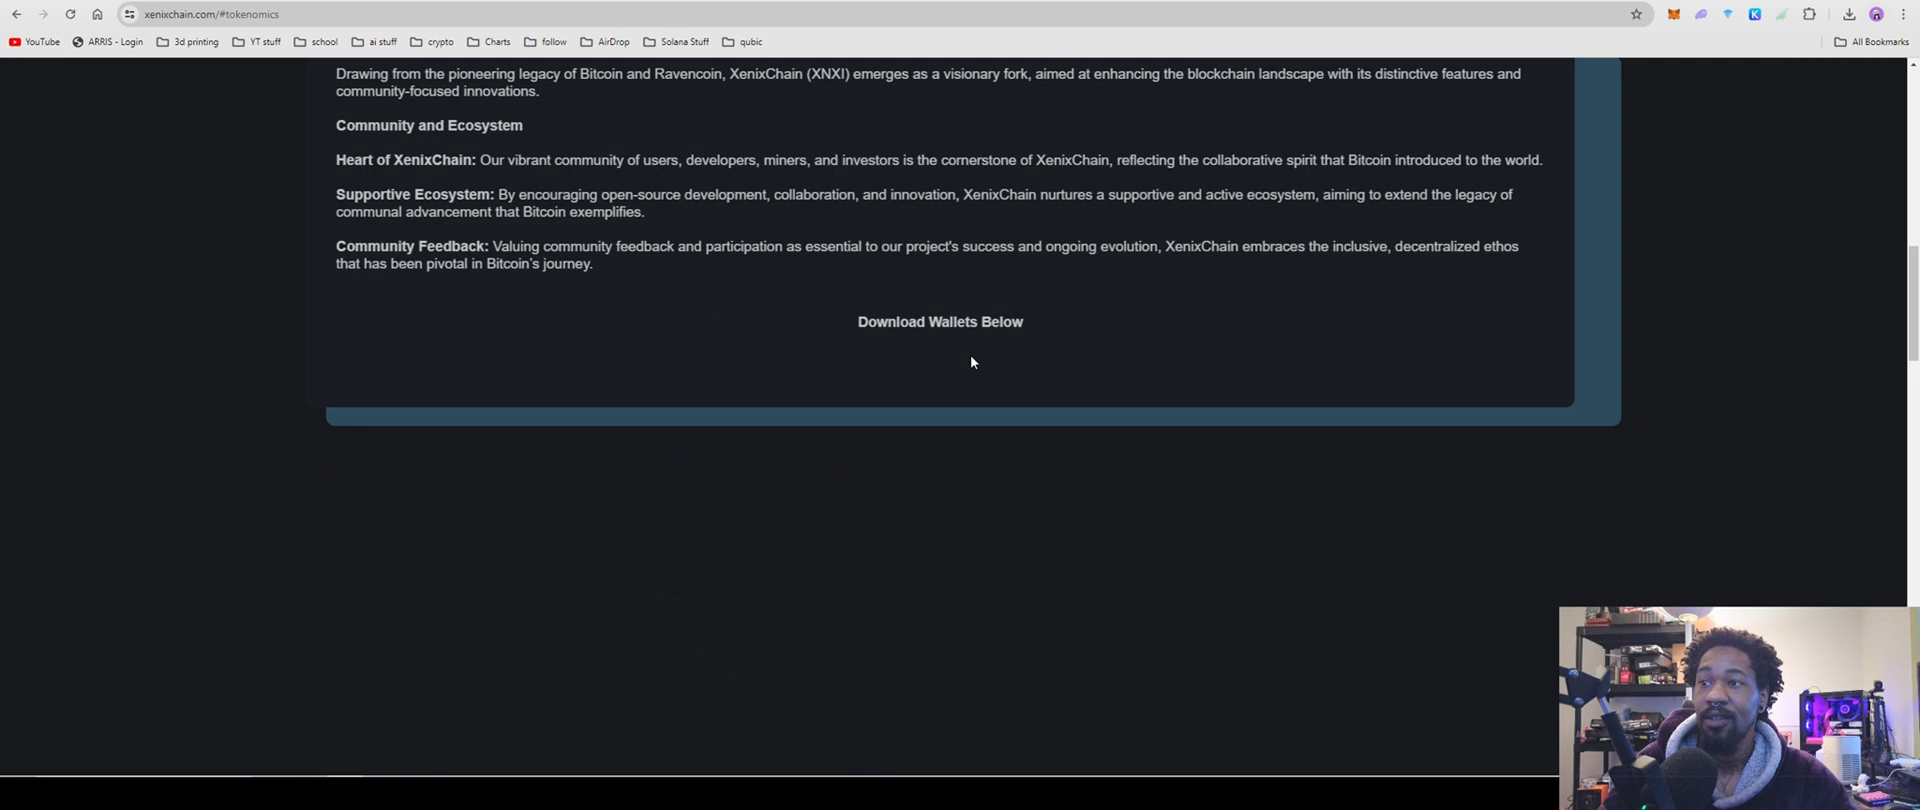 xenixchain.com/#tokenomics
YouTube
ARRIS - Login
3d printing
YT stuff
school
ai stuff
crypto
Charts
follow
AirDrop
Solana Stuff
qubic
All Bookmarks
Drawing from the pioneering legacy of Bitcoin and Ravencoin, XenixChain (XNXI) emerges as a visionary fork, aimed at enhancing the blockchain landscape with its distinctive features and
community-focused innovations.
Community and Ecosystem
Heart of XenixChain: Our vibrant community of users, developers, miners, and investors is the cornerstone of XenixChain, reflecting the collaborative spirit that Bitcoin introduced to the world.
Supportive Ecosystem: By encouraging open-source development, collaboration, and innovation, XenixChain nurtures a supportive and active ecosystem, aiming to extend the legacy of
communal advancement that Bitcoin exemplifies.
Community Feedback: Valuing community feedback and participation as essential to our project's success and ongoing evolution, XenixChain embraces the inclusive, decentralized ethos
that has been pivotal in Bitcoin’s journey.
Download Wallets Below